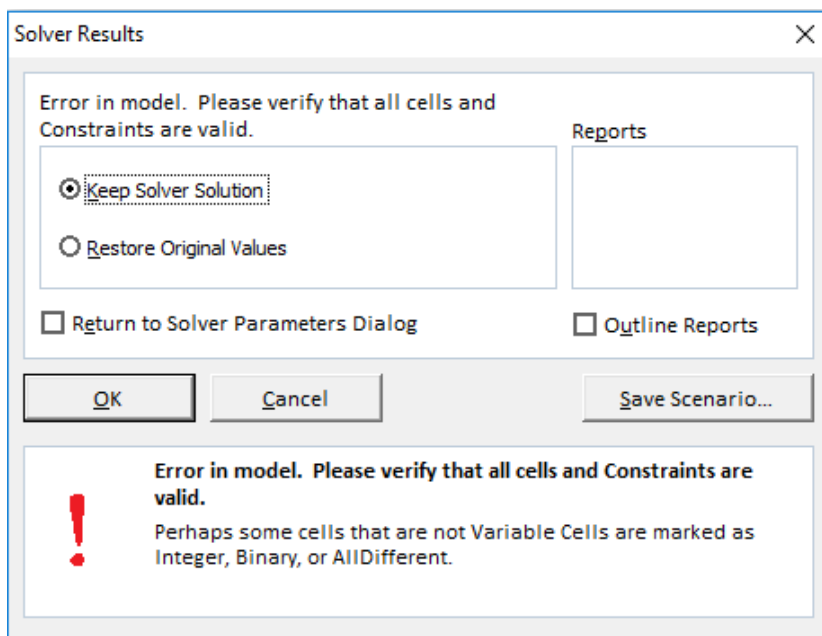 Solver Results
Error in model. Please verify that all cells and
Constraints are valid.
Reports
Keep Solver Solution
Restore Original Values
Return to Solver Parameters Dialog
Outline Reports
OK
Cancel
Save Scenario...
Error in model. Please verify that all cells and Constraints are
valid.
Perhaps some cells that are not Variable Cells are marked as
Integer, Binary, or AllDifferent.